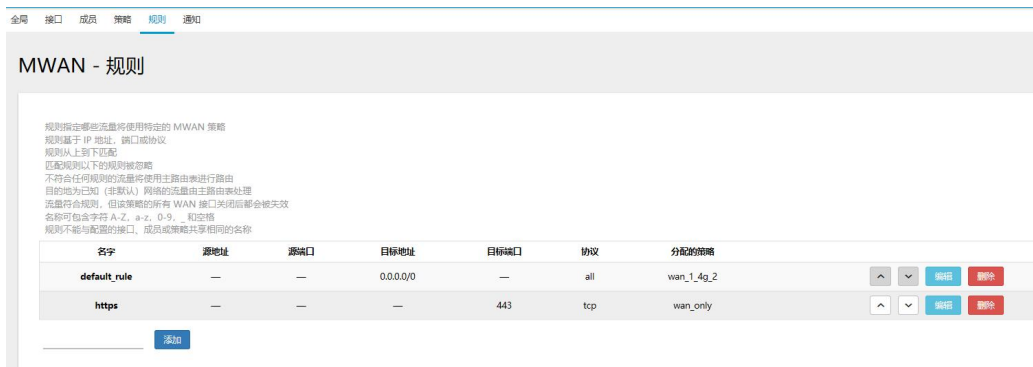 全局 接口 成员 策略 规则 通知
MWAN - 规则
规则指定哪些流量将使用特定的 MWAN 策略
规则基于 IP 地址，端口或协议
规则从上到下匹配
匹配规则以下的规则被忽略
不符合任何规则的流量将使用主路由表进行路由
目的地为已知（非默认）网络的流量由主路由表处理
流量符合规则，但该策略的所有 WAN 接口关闭后都会被失效
名称可包含字符 A-Z，a-z，0-9，_ 和空格
规则不能与配置的接口，成员或策略共享相同的名称
名字 源地址 源端口 目标地址 目标端口 协议 分配的策略
default_rule — — 0.0.0.0/0 — all wan_1_4g_2 编辑 删除
https — — — 443 tcp wan_only 编辑 删除
添加